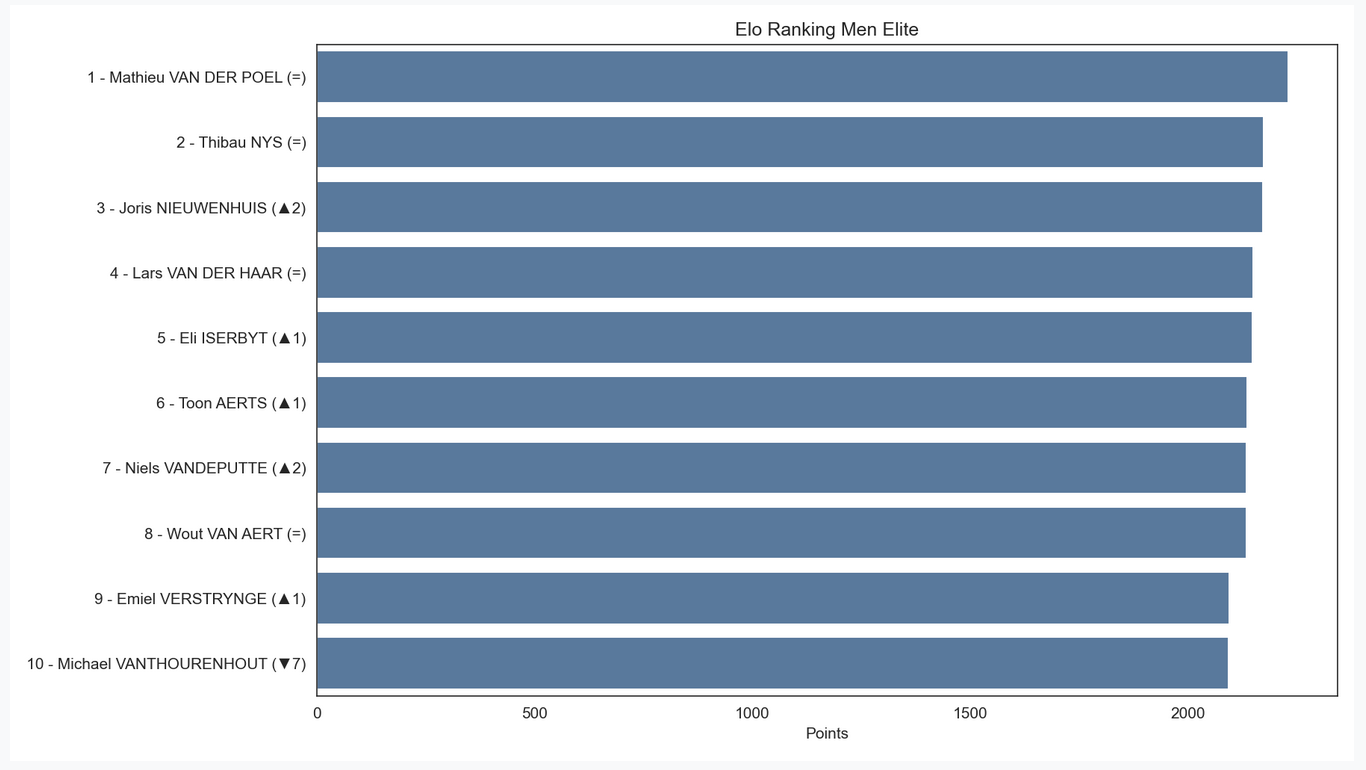 Elo Ranking Men Elite
1 - Mathieu VAN DER POEL (=)
2 - Thibau NYS (=)
3 - Joris NIEUWENHUIS (▲2)
4 - Lars VAN DER HAAR (=)
5 - Eli ISERBYT (▲1)
6 - Toon AERTS (▲1)
7 - Niels VANDEPUTTE (▲2)
8 - Wout VAN AERT (=)
9 - Emiel VERSTRYNGE (▲1)
10 - Michael VANTHOURENHOUT (▼7)
0 500 1000 1500 2000
Points